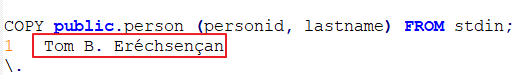 COPY public.person (personid, lastname) FROM stdin;
1 Tom B. Eréchsençan
\.